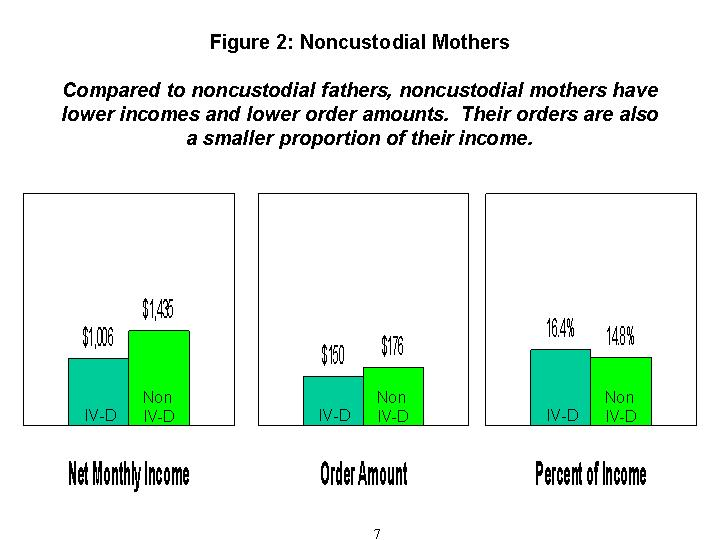 Figure 2: Noncustodial Mothers
Compared to noncustodial fathers, noncustodial mothers have
lower incomes and lower order amounts.  Their orders are also
a smaller proportion of their income.
$1,006
$1,435
IV-D
Non
IV-D
Net Monthly Income
$150
$176
IV-D
Non
IV-D
Order Amount
16.4%
14.8%
IV-D
Non
IV-D
Percent of Income
7